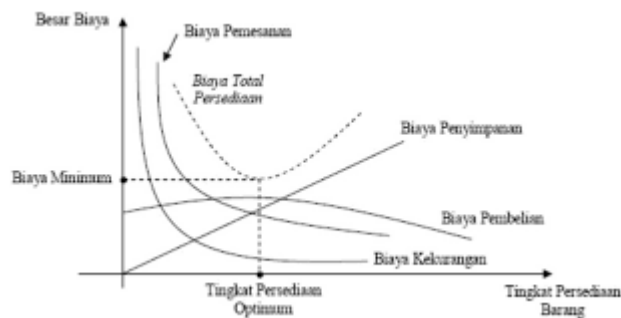 Besar Biaya
Biaya Pemesanan
Biaya Total
Persediaan
Biaya Penyimpanan
Biaya Minimum
Biaya Pembelian
Biaya Kekurangan
Tingkat Persediaan
Optimum
Tingkat Persediaan
Barang